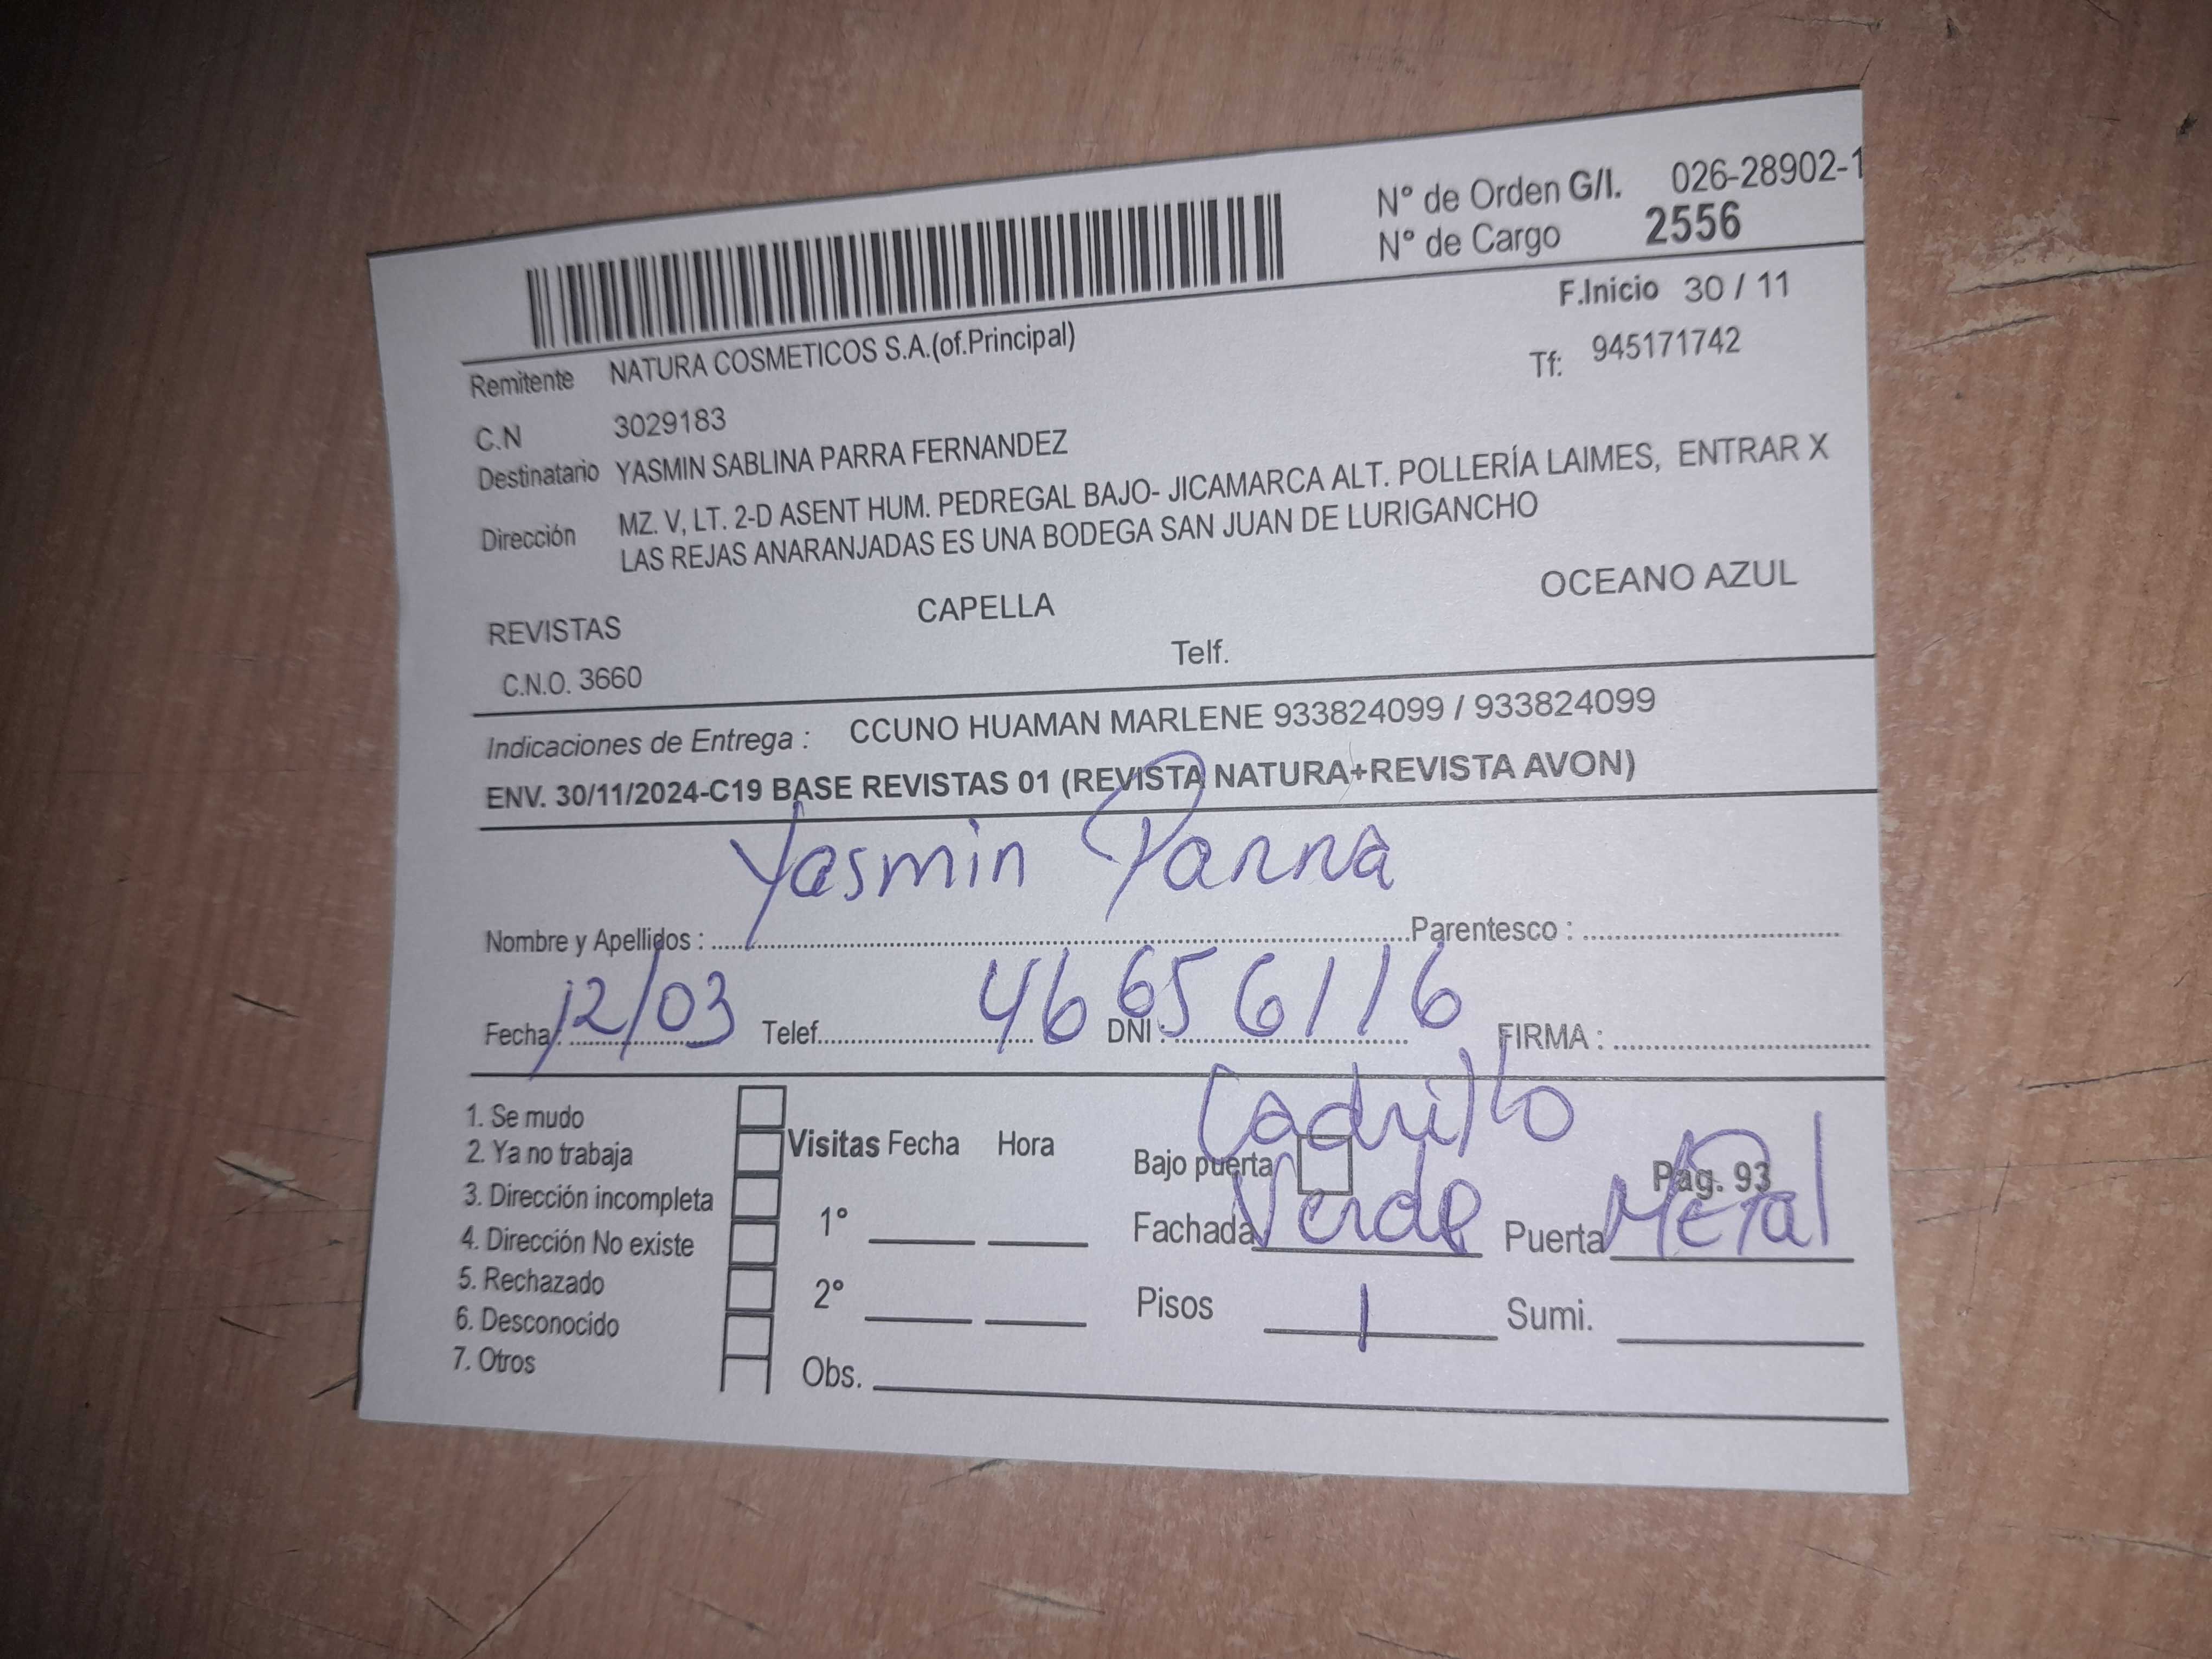 N° de Orden G/I. 026-28902-1
N° de Cargo 2556
F.Inicio 30 / 11
Remitente NATURA COSMETICOS S.A.(of.Principal)
Tf: 945171742
C.N 3029183
Destinatario YASMIN SABLINA PARRA FERNANDEZ
Dirección MZ. V, LT. 2-D ASENT HUM. PEDREGAL BAJO- JICAMARCA ALT. POLLERÍA LAIMES, ENTRAR X
LAS REJAS ANARANJADAS ES UNA BODEGA SAN JUAN DE LURIGANCHO
REVISTAS CAPELLA OCEANO AZUL
C.N.O. 3660 Telf.
Indicaciones de Entrega : CCUNO HUAMAN MARLENE 933824099 / 933824099
ENV. 30/11/2024-C19 BASE REVISTAS 01 (REVISTA NATURA+REVISTA AVON)
Yasmin Parra
Nombre y Apellidos : Parentesco :
Fecha : 12/03 Telef. DNI : 46656116 FIRMA :
Ladrillo
1. Se mudo
2. Ya no trabaja
3. Dirección incompleta
4. Dirección No existe
5. Rechazado
6. Desconocido
7. Otros
Visitas Fecha Hora
1°
2°
Obs.
Bajo puerta Pag. 93
Fachada Verde Puerta Metal
Pisos 1 Sumi.